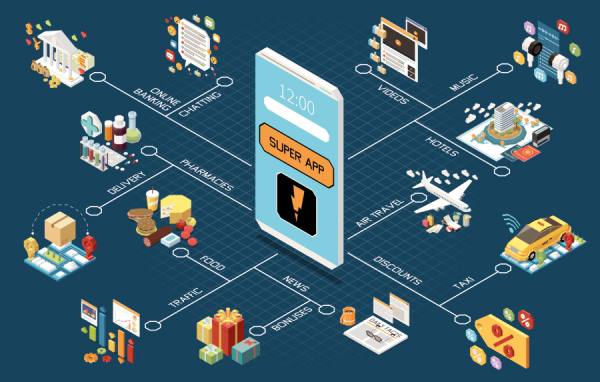 ONLINE
BANKING
CHATTING
VIDEOS
MUSIC
12:00
SUPER APP
HOTELS
PHARMACIES
DELIVERY
AIR TRAVEL
FOOD
NEWS
DISCOUNTS
TAXI
TRAFFIC
BONUSES